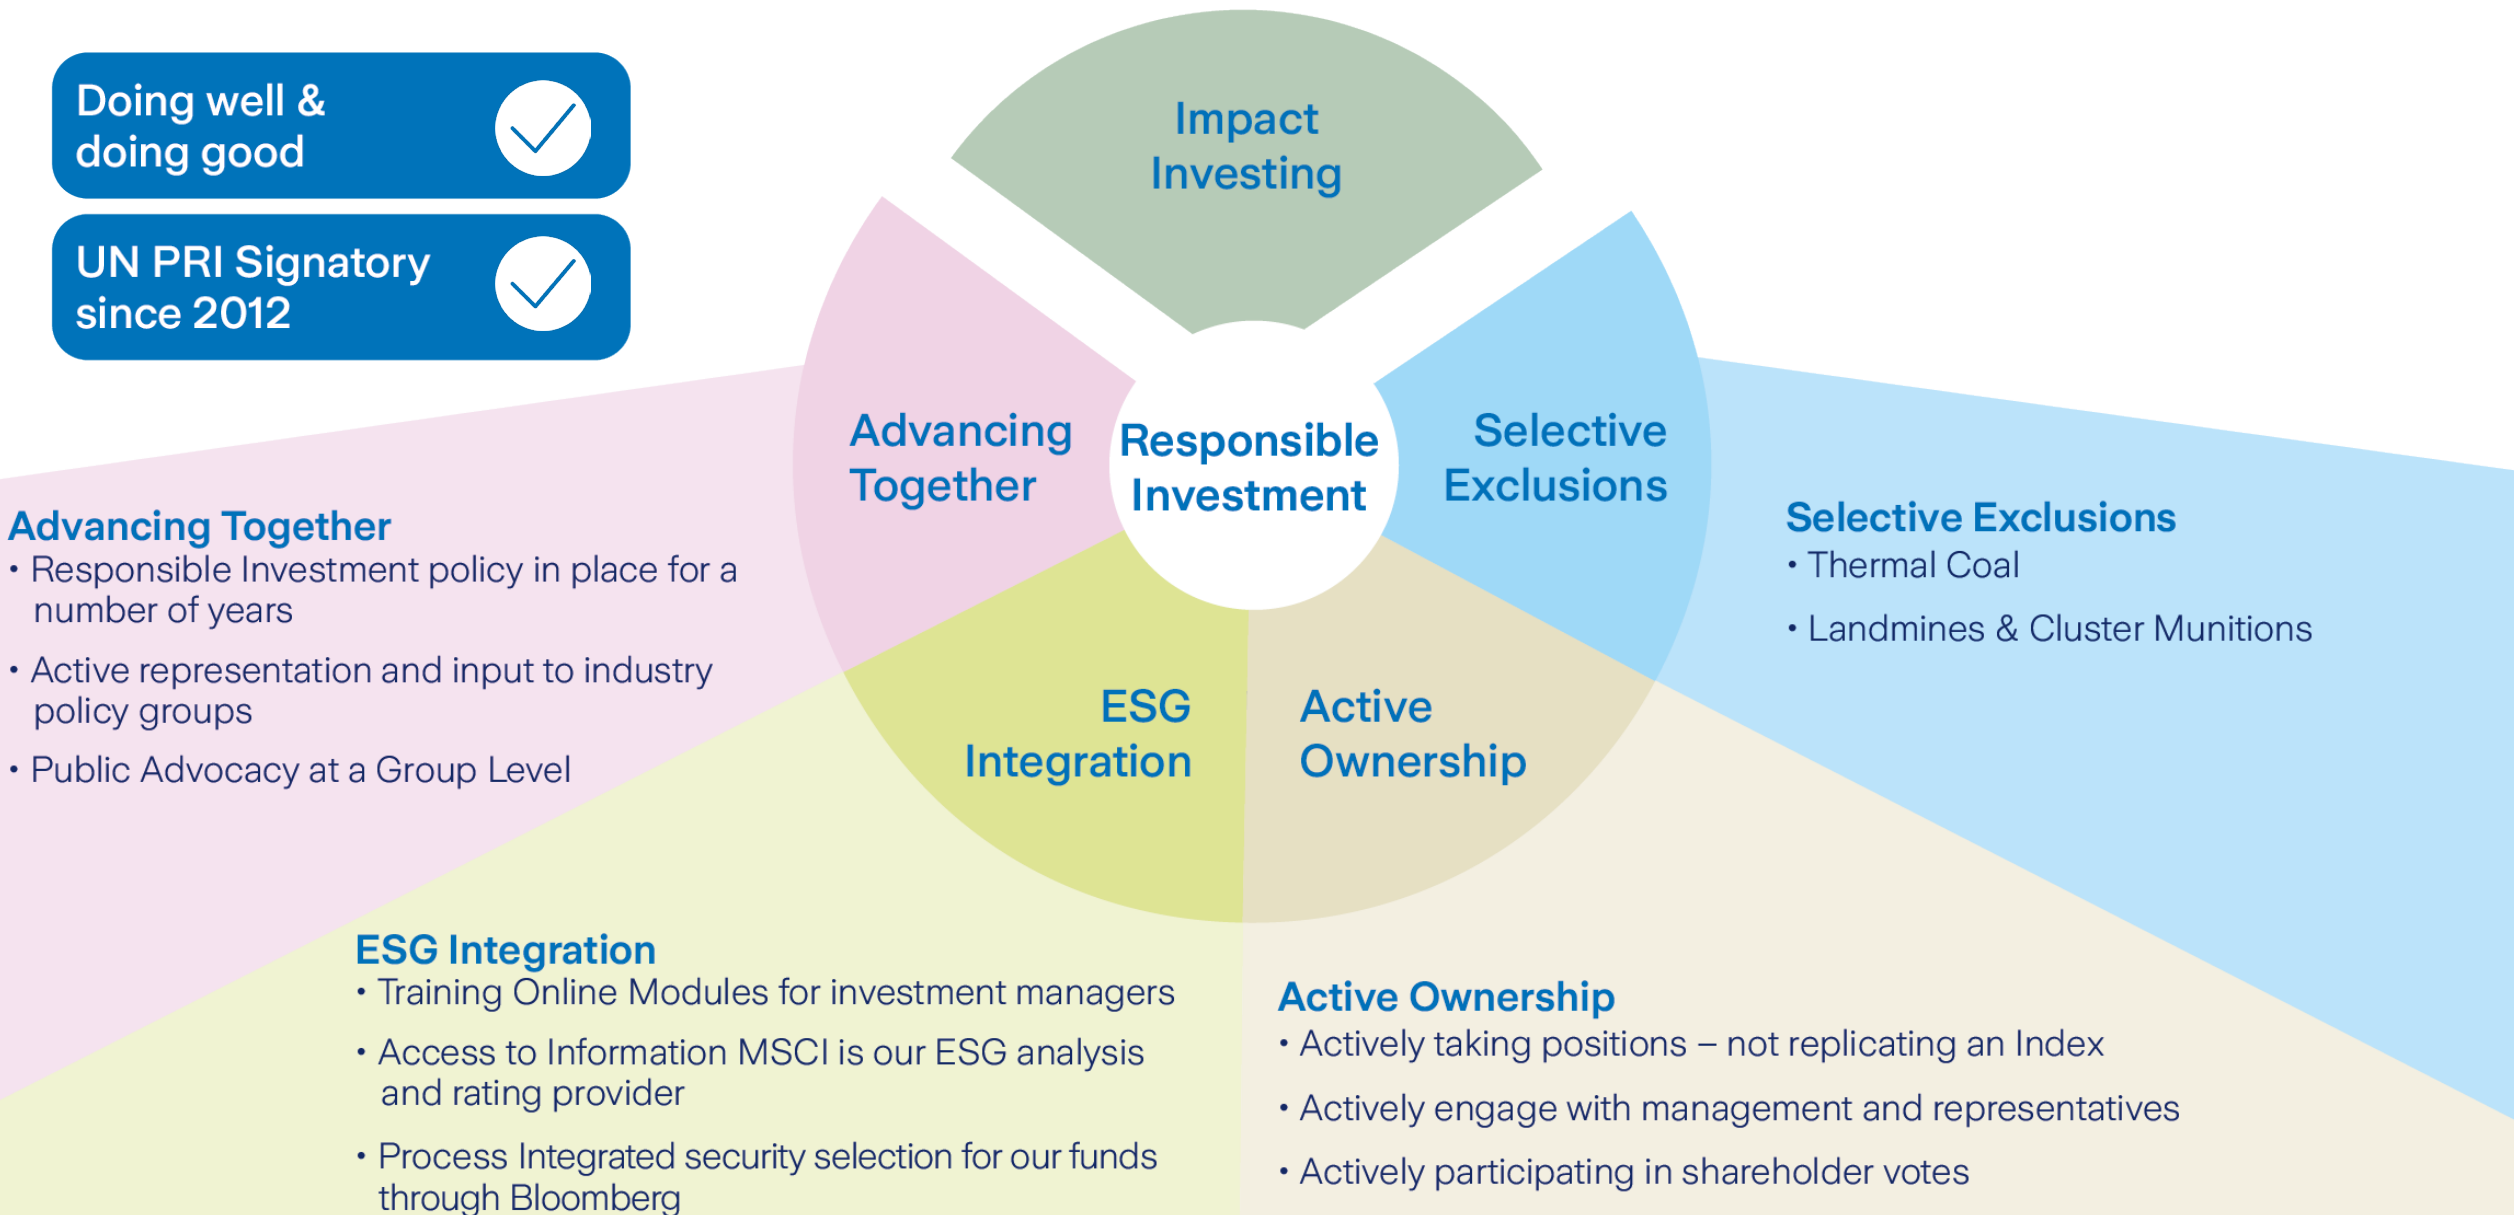 Doing well &
doing good
UN PRI Signatory
since 2012
Impact
Investing
Advancing
Together
Responsible
Investment
Selective
Exclusions
ESG
Integration
Active
Ownership
Advancing Together
• Responsible Investment policy in place for a
number of years
• Active representation and input to industry
policy groups
• Public Advocacy at a Group Level
Selective Exclusions
• Thermal Coal
• Landmines & Cluster Munitions
ESG Integration
• Training Online Modules for investment managers
• Access to Information MSCI is our ESG analysis
and rating provider
• Process Integrated security selection for our funds
through Bloomberg
Active Ownership
• Actively taking positions – not replicating an Index
• Actively engage with management and representatives
• Actively participating in shareholder votes